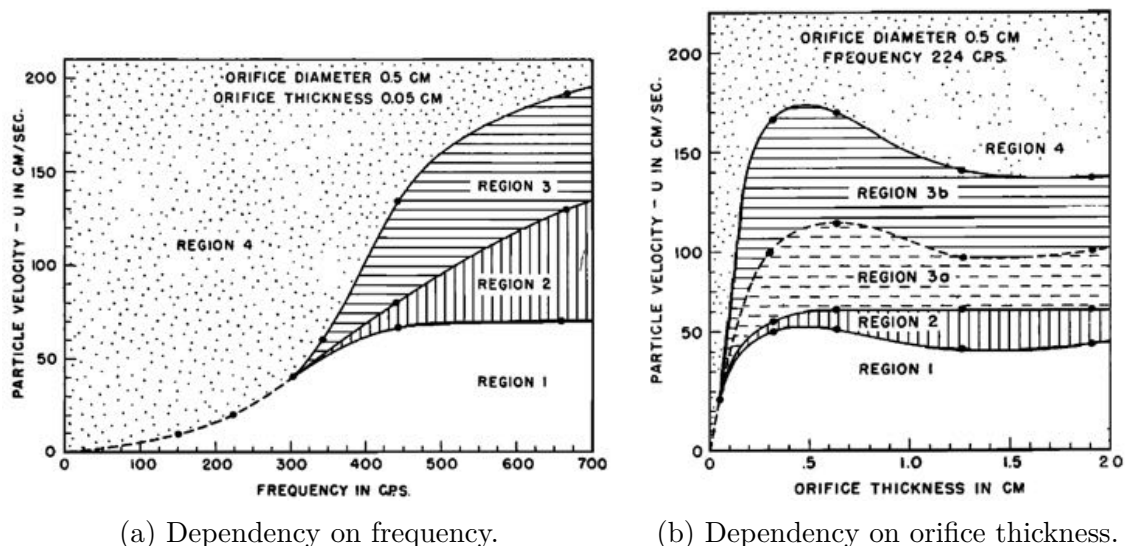 ORIFICE DIAMETER 0.5 CM
ORIFICE THICKNESS 0.05 CM
PARTICLE VELOCITY - U IN CM/SEC.
200
150
100
50
0
REGION 4
REGION 3
REGION 2
REGION 1
0 100 200 300 400 500 600 700
FREQUENCY IN C.P.S.
(a) Dependency on frequency.
ORIFICE DIAMETER 0.5 CM
FREQUENCY 224 C.P.S.
PARTICLE VELOCITY - U IN CM/SEC.
200
150
100
50
0
REGION 4
REGION 3b
REGION 3a
REGION 2
REGION 1
0 .5 1.0 1.5 2.0
ORIFICE THICKNESS IN CM
(b) Dependency on orifice thickness.